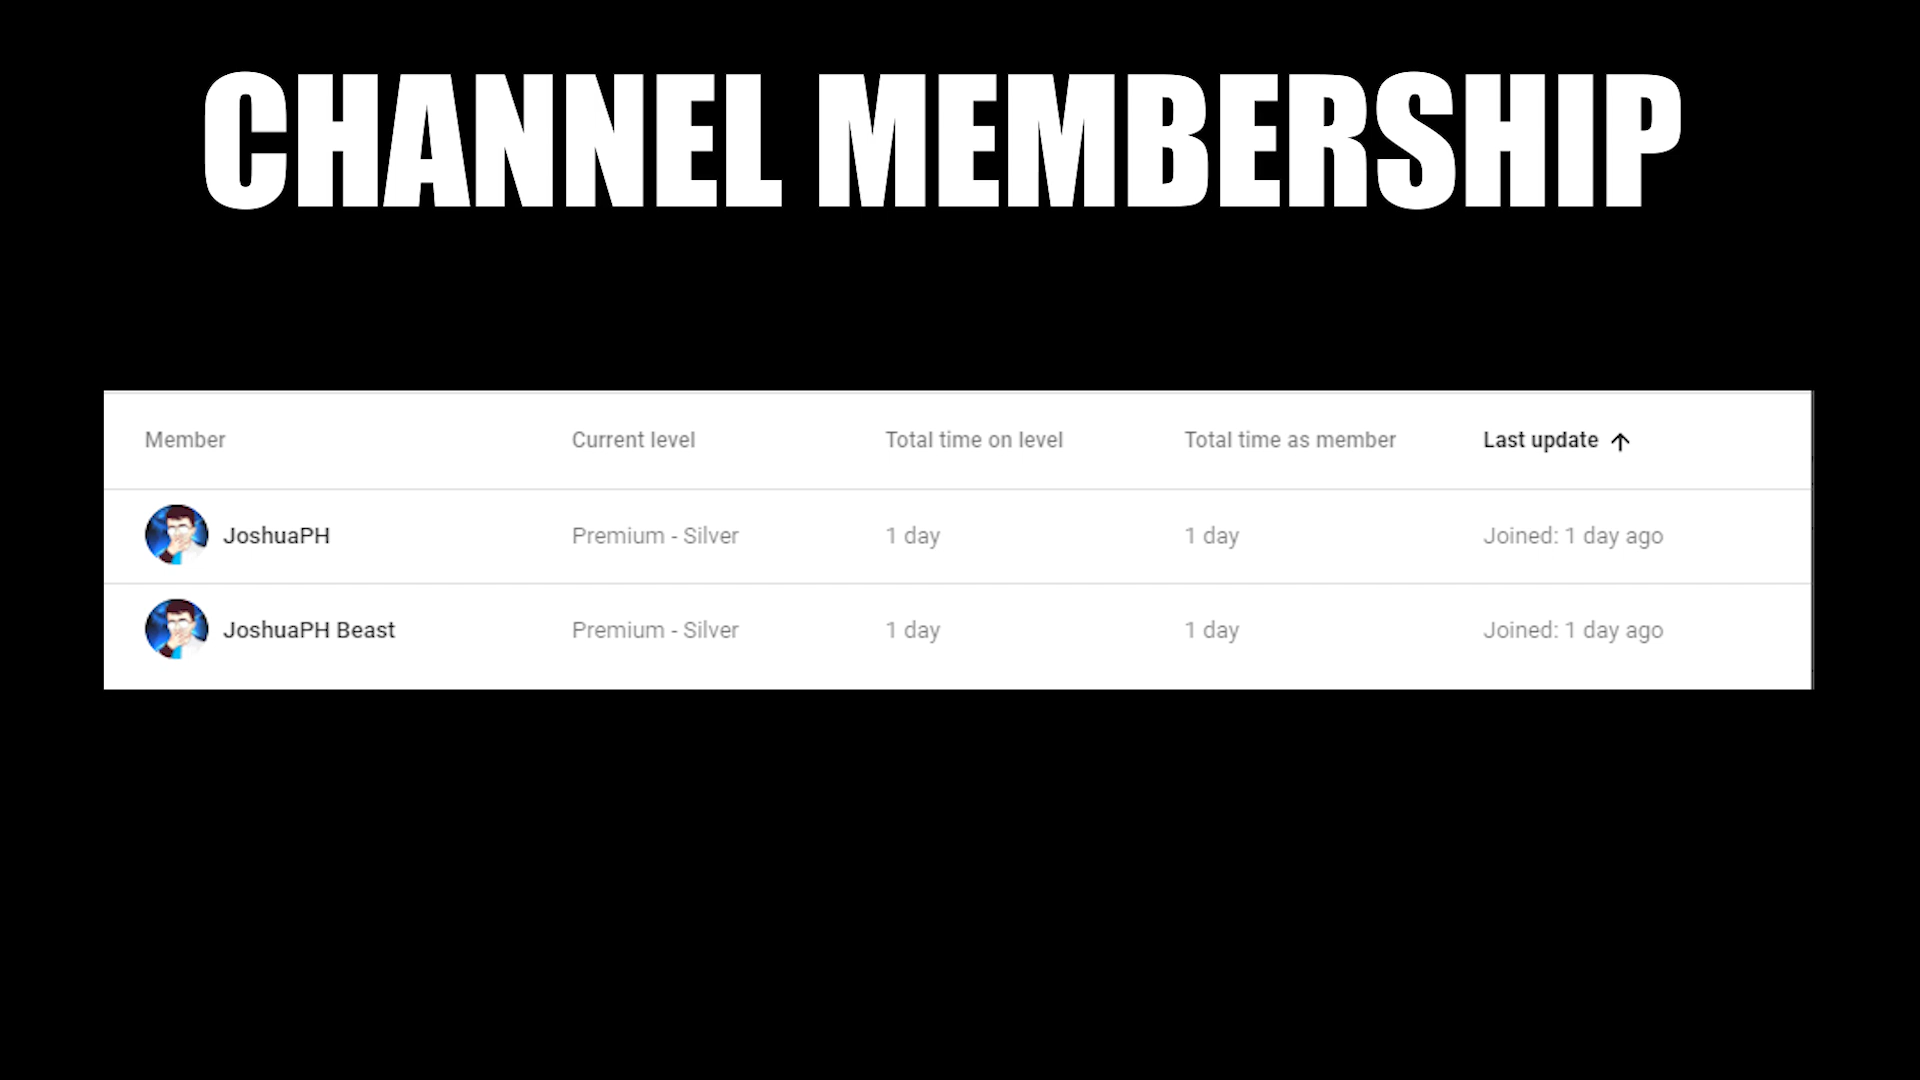 CHANNEL MEMBERSHIP
Member Current level Total time on level Total time as member Last update
JoshuaPH Premium - Silver 1 day 1 day Joined: 1 day ago
JoshuaPH Beast Premium - Silver 1 day 1 day Joined: 1 day ago